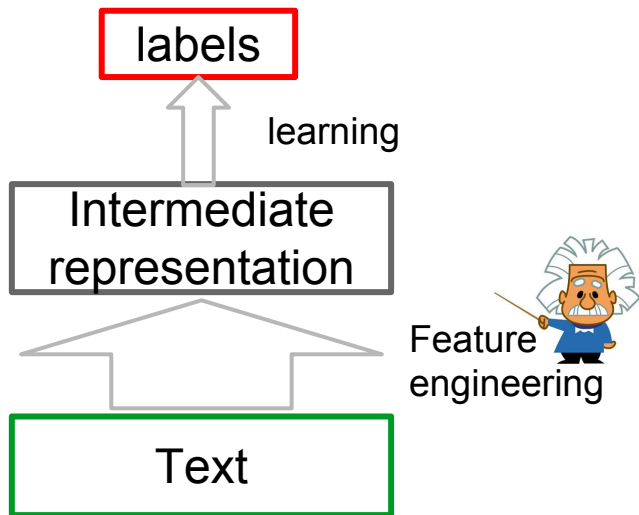 labels
learning
Intermediate
representation
Feature
engineering
Text